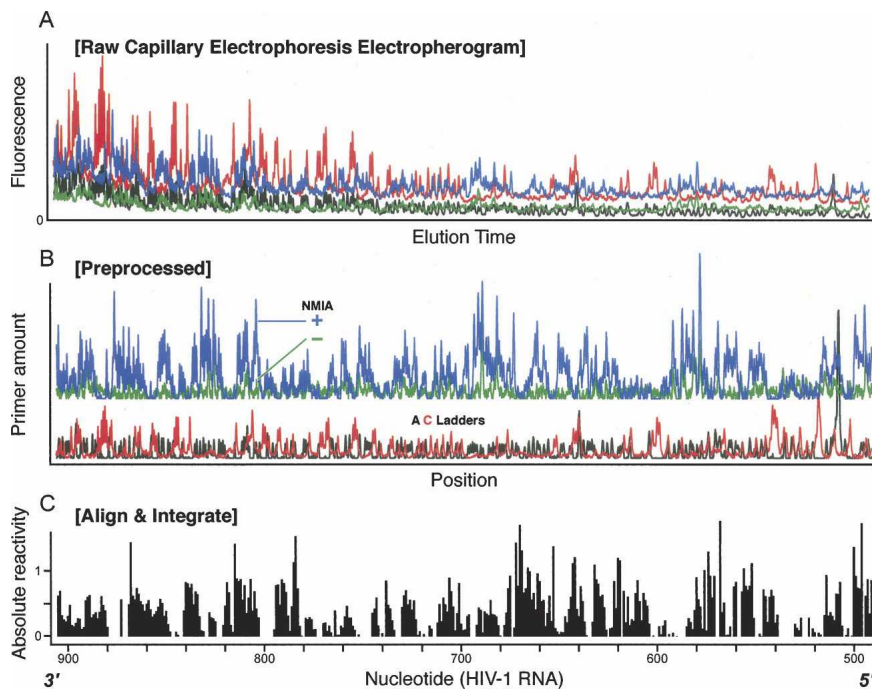 A
[Raw Capillary Electrophoresis Electropherogram]
Fluorescence
0
Elution Time
B
[Preprocessed]
NMIA
+
−
Primer amount
A C Ladders
Position
C
[Align & Integrate]
Absolute reactivity
1
0
900 800 700 600 500
3' Nucleotide (HIV-1 RNA) 5'